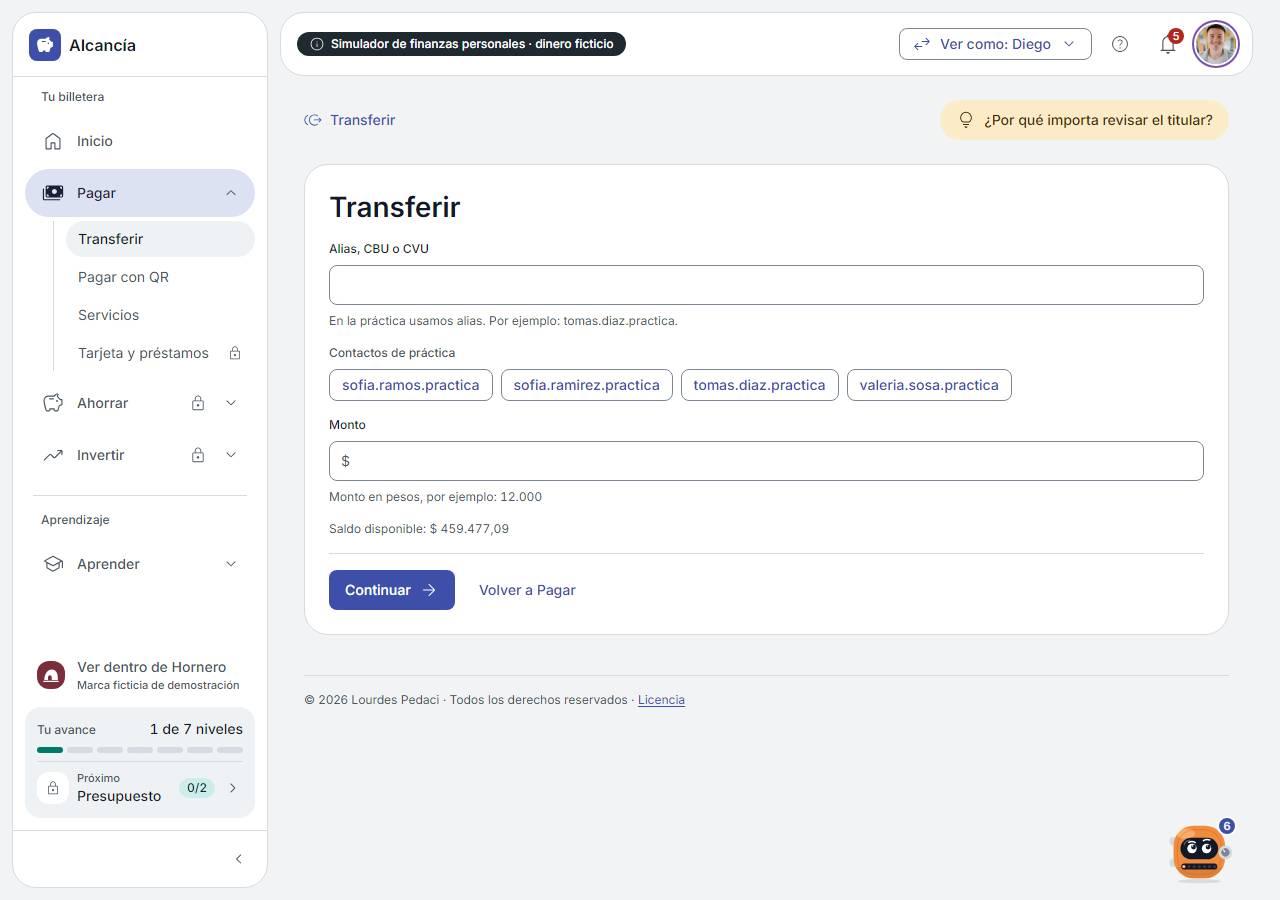 Alcancía
Tu billetera
Inicio
Pagar
Transferir
Pagar con QR
Servicios
Tarjeta y préstamos
Ahorrar
Invertir
Aprendizaje
Aprender
Ver dentro de Hornero
Marca ficticia de demostración
Tu avance 1 de 7 niveles
Próximo
Presupuesto 0/2
Simulador de finanzas personales · dinero ficticio
Ver como: Diego
5
Transferir
¿Por qué importa revisar el titular?
Transferir
Alias, CBU o CVU
En la práctica usamos alias. Por ejemplo: tomas.diaz.practica.
Contactos de práctica
sofia.ramos.practica sofia.ramirez.practica tomas.diaz.practica valeria.sosa.practica
Monto
$
Monto en pesos, por ejemplo: 12.000
Saldo disponible: $ 459.477,09
Continuar Volver a Pagar
© 2026 Lourdes Pedaci · Todos los derechos reservados · Licencia
6